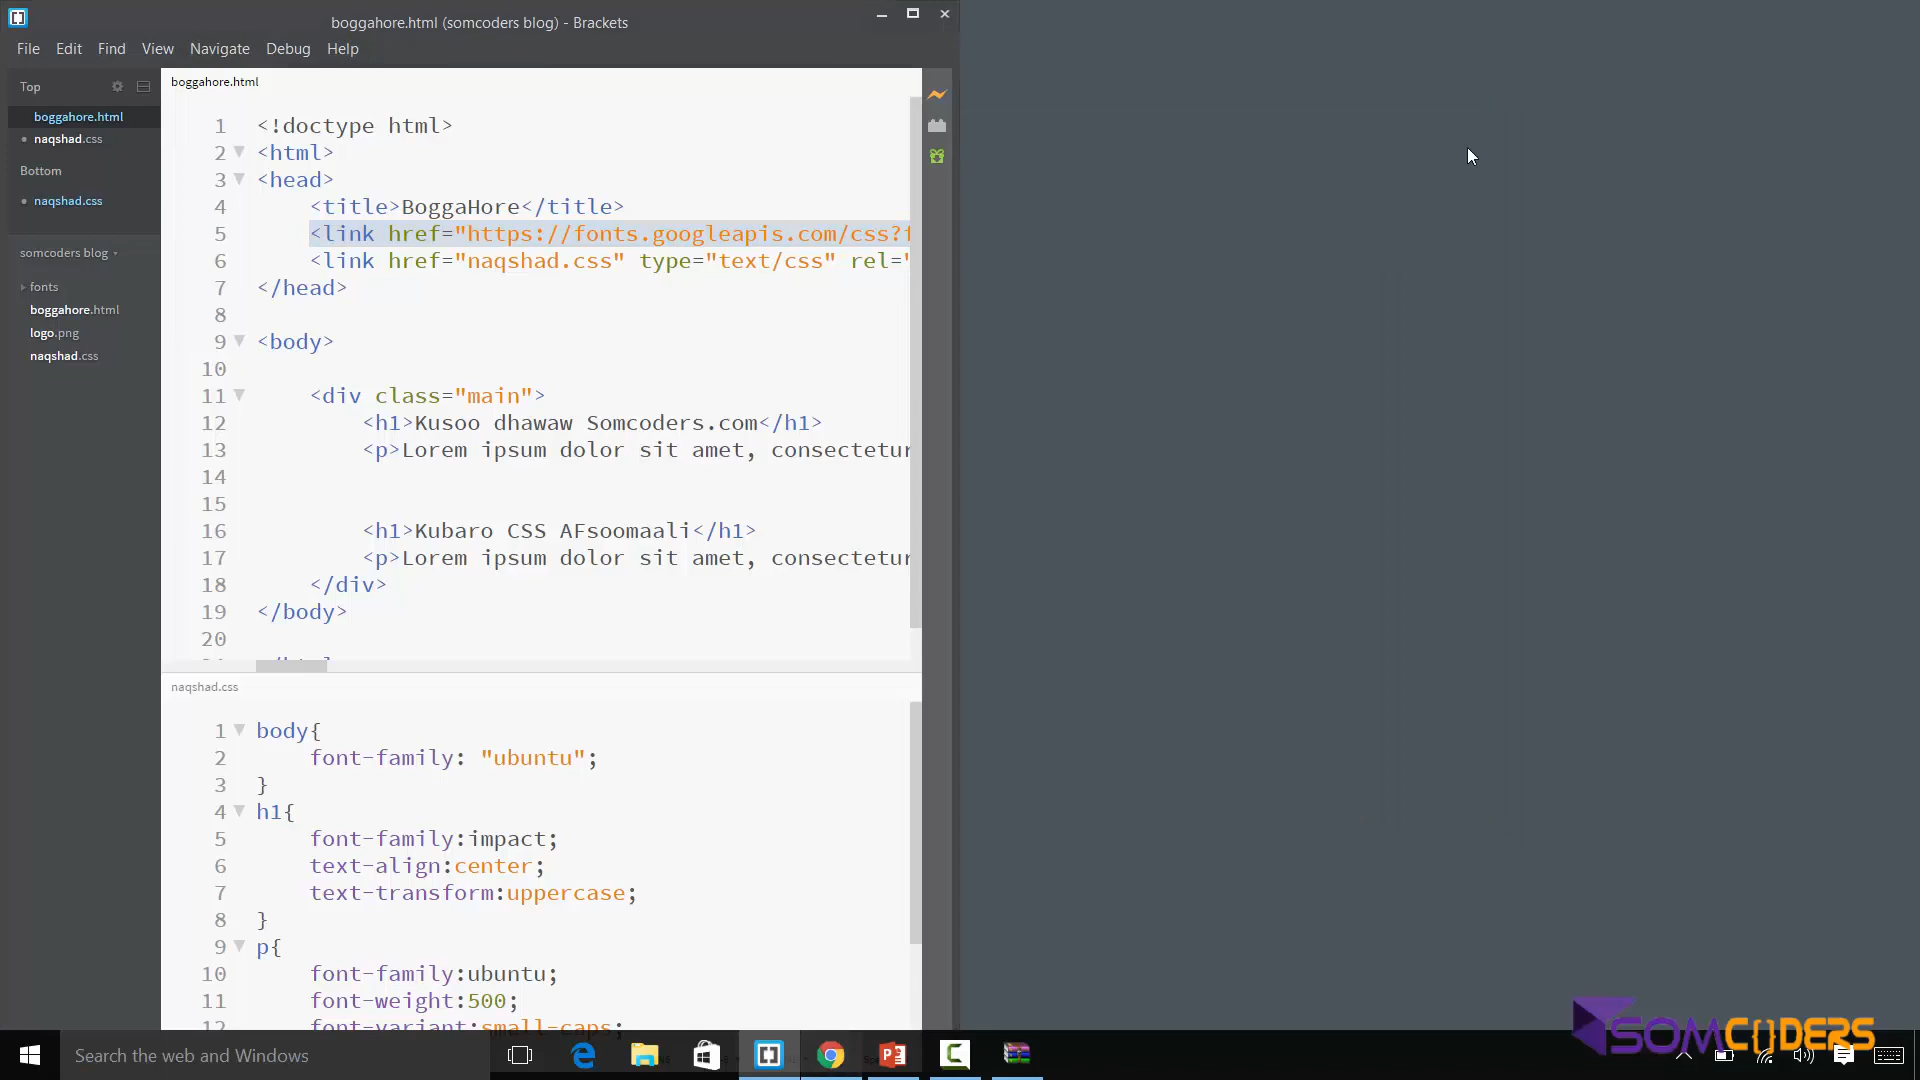 boggahore.html (somcoders blog) - Brackets
File Edit Find View Navigate Debug Help
Top
boggahore.html
naqshad.css
Bottom
naqshad.css
somcoders blog
fonts
boggahore.html
logo.png
naqshad.css
boggahore.html
1 <!doctype html>
2 <html>
3 <head>
4 <title>BoggaHore</title>
5 <link href="https://fonts.googleapis.com/css?f
6 <link href="naqshad.css" type="text/css" rel="
7 </head>
8
9 <body>
10
11 <div class="main">
12 <h1>Kusoo dhawaw Somcoders.com</h1>
13 <p>Lorem ipsum dolor sit amet, consectetur
14
15
16 <h1>Kubaro CSS AFsoomaali</h1>
17 <p>Lorem ipsum dolor sit amet, consectetur
18 </div>
19 </body>
20
naqshad.css
1 body{
2 font-family: "ubuntu";
3 }
4 h1{
5 font-family:impact;
6 text-align:center;
7 text-transform:uppercase;
8 }
9 p{
10 font-family:ubuntu;
11 font-weight:500;
12 font-variant:small-caps;
SOMC{}DERS
Search the web and Windows